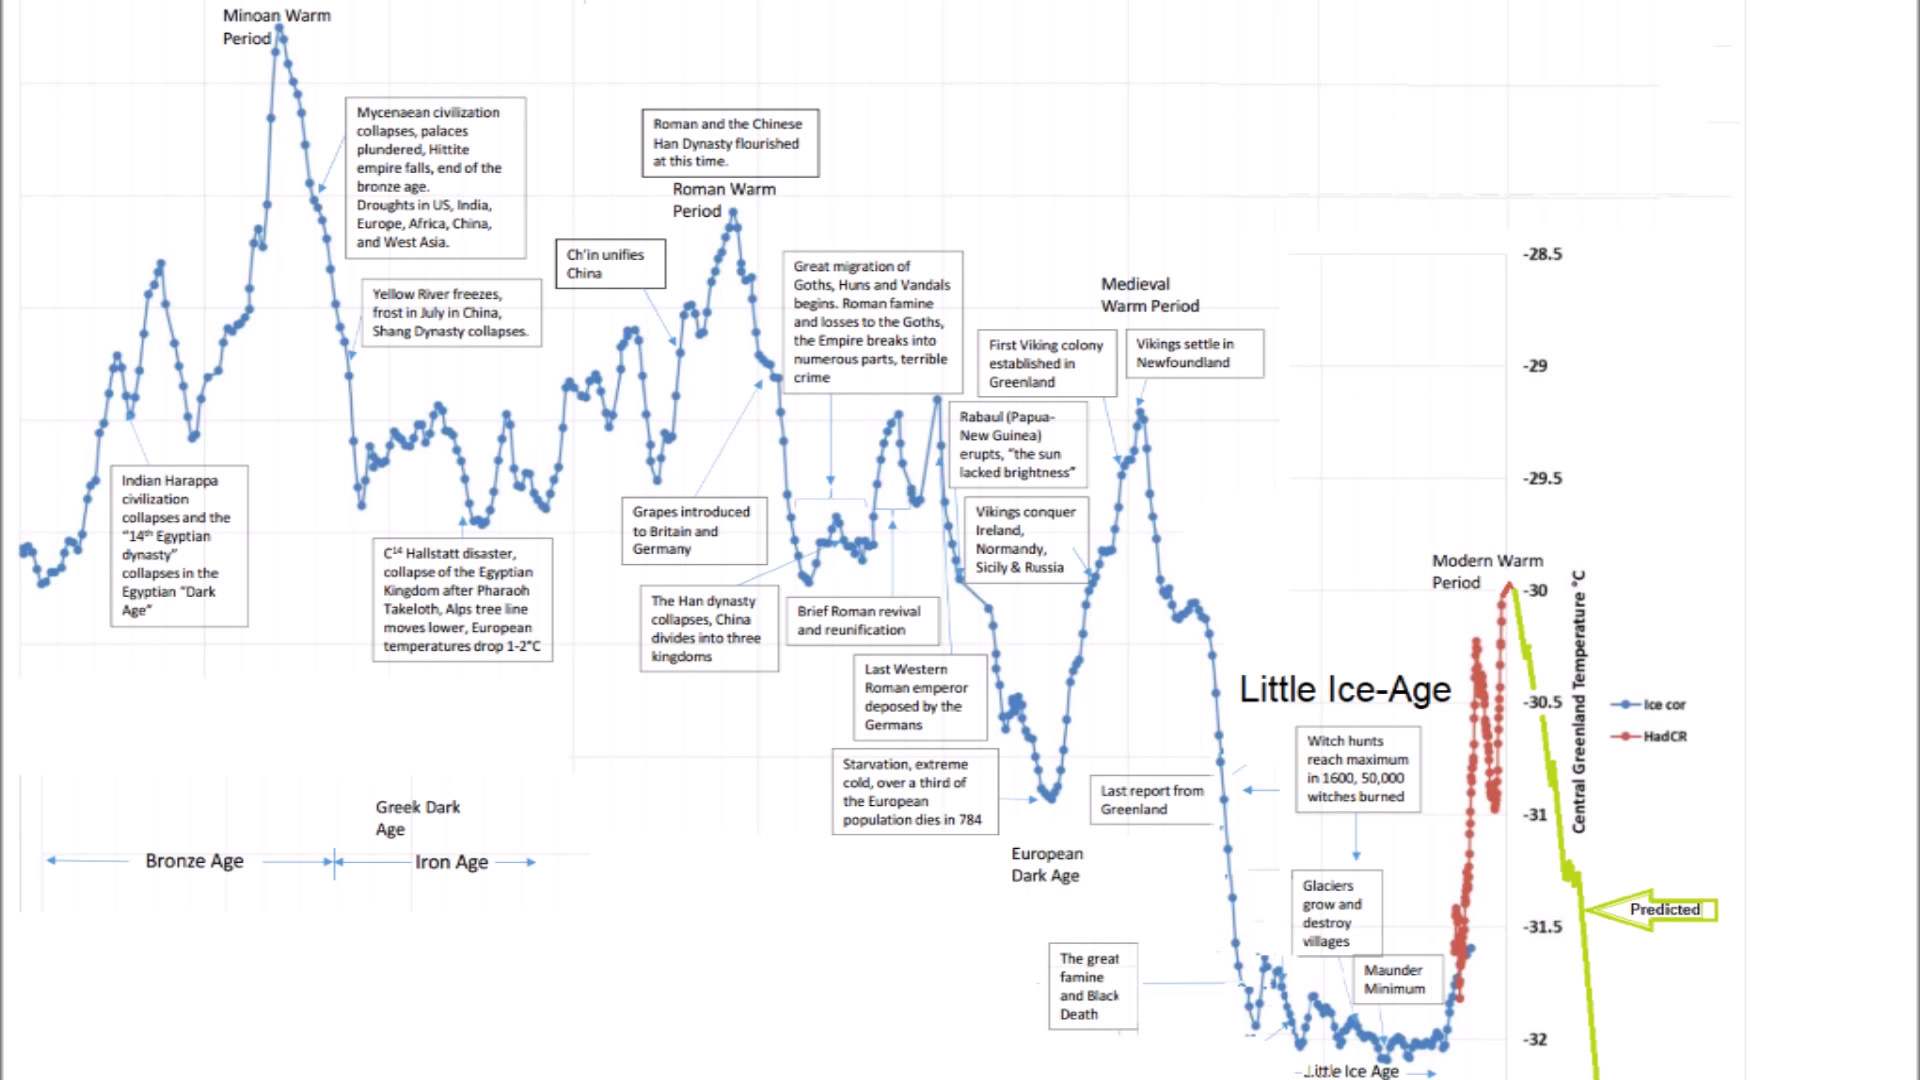 Minoan Warm
Period
Mycenaean civilization
collapses, palaces
plundered, Hittite
empire falls, end of the
bronze age.
Droughts in US, India,
Europe, Africa, China,
and West Asia.
Yellow River freezes,
frost in July in China,
Shang Dynasty collapses.
Indian Harappa
civilization
collapses and the
“14th Egyptian
dynasty”
collapses in the
Egyptian “Dark
Age”
C14 Hallstatt disaster,
collapse of the Egyptian
Kingdom after Pharaoh
Takeloth, Alps tree line
moves lower, European
temperatures drop 1-2°C
Greek Dark
Age
Bronze Age
Iron Age
Ch’in unifies
China
Roman and the Chinese
Han Dynasty flourished
at this time.
Roman Warm
Period
Grapes introduced
to Britain and
Germany
The Han dynasty
collapses, China
divides into three
kingdoms
Great migration of
Goths, Huns and Vandals
begins. Roman famine
and losses to the Goths,
the Empire breaks into
numerous parts, terrible
crime
Brief Roman revival
and reunification
Last Western
Roman emperor
deposed by the
Germans
Starvation, extreme
cold, over a third of
the European
population dies in 784
Rabaul (Papua-
New Guinea)
erupts, “the sun
lacked brightness”
Vikings conquer
Ireland,
Normandy,
Sicily & Russia
First Viking colony
established in
Greenland
Medieval
Warm Period
Vikings settle in
Newfoundland
European
Dark Age
Last report from
Greenland
The great
famine
and Black
Death
Little Ice-Age
Witch hunts
reach maximum
in 1600, 50,000
witches burned
Glaciers
grow and
destroy
villages
Maunder
Minimum
Little Ice Age
Modern Warm
Period
-28.5
-29
-29.5
-30
-30.5
-31
-31.5
-32
Central Greenland Temperature °C
Ice cor
HadCR
Predicted